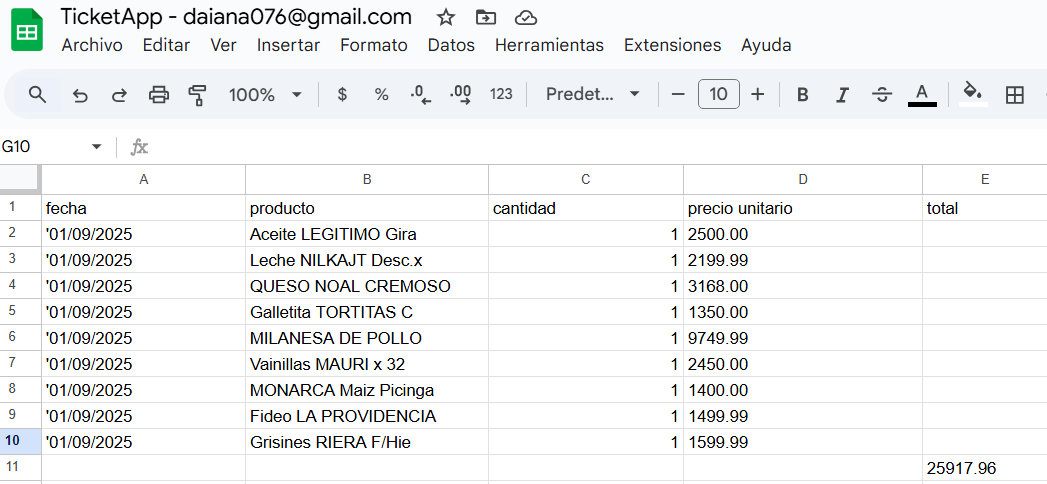 TicketApp - daiana076@gmail.com
Archivo Editar Ver Insertar Formato Datos Herramientas Extensiones Ayuda
100% $ % .0 .00 123 Predet... − 10 + B I S A
G10 fx
A B C D E
1 fecha producto cantidad precio unitario total
2 '01/09/2025 Aceite LEGITIMO Gira 1 2500.00
3 '01/09/2025 Leche NILKAJT Desc.x 1 2199.99
4 '01/09/2025 QUESO NOAL CREMOSO 1 3168.00
5 '01/09/2025 Galletita TORTITAS C 1 1350.00
6 '01/09/2025 MILANESA DE POLLO 1 9749.99
7 '01/09/2025 Vainillas MAURI x 32 1 2450.00
8 '01/09/2025 MONARCA Maiz Picinga 1 1400.00
9 '01/09/2025 Fideo LA PROVIDENCIA 1 1499.99
10 '01/09/2025 Grisines RIERA F/Hie 1 1599.99
11 25917.96